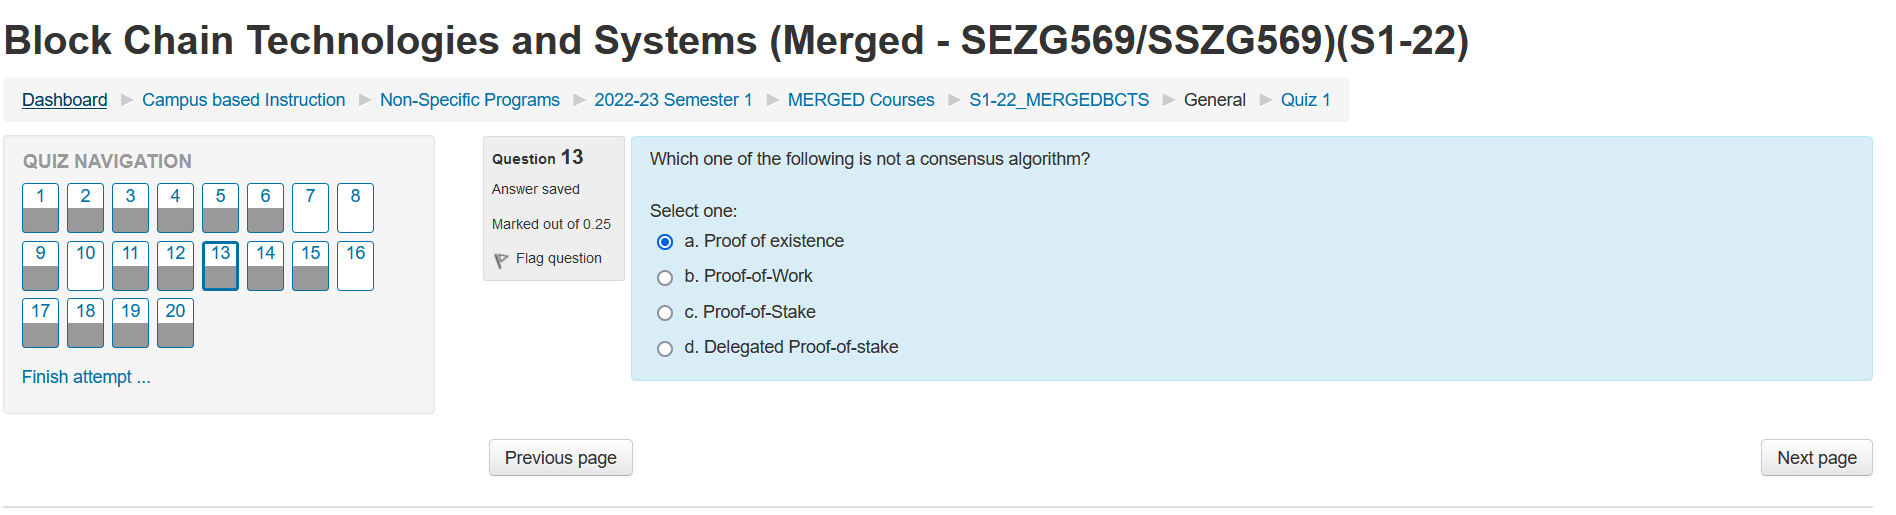 Block Chain Technologies and Systems (Merged - SEZG569/SSZG569)(S1-22)
Dashboard Campus based Instruction Non-Specific Programs 2022-23 Semester 1 MERGED Courses S1-22_MERGEDBCTS General Quiz 1
QUIZ NAVIGATION
1 2 3 4 5 6 7 8
9 10 11 12 13 14 15 16
17 18 19 20
Finish attempt ...
Question 13
Answer saved
Marked out of 0.25
Flag question
Which one of the following is not a consensus algorithm?
Select one:
a. Proof of existence
b. Proof-of-Work
c. Proof-of-Stake
d. Delegated Proof-of-stake
Previous page
Next page